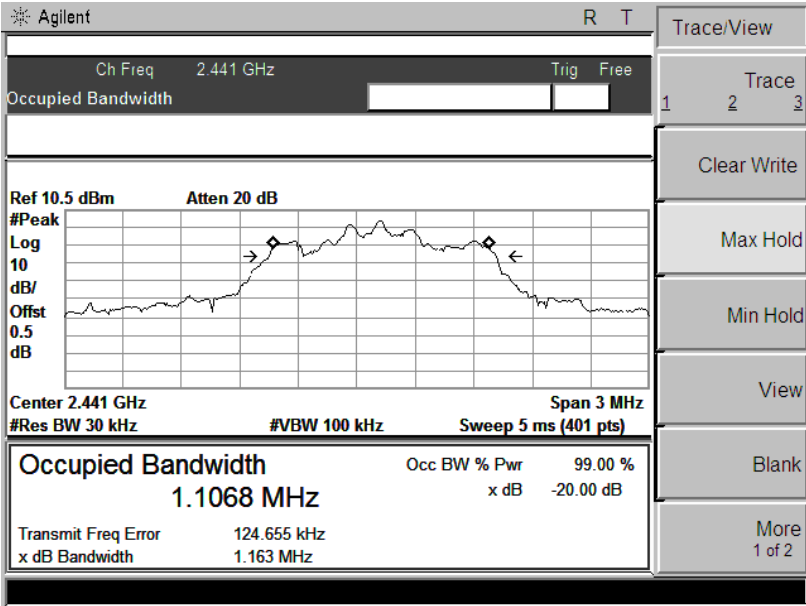 Agilent
R T
Trace/View
Ch Freq 2.441 GHz
Trig Free
Occupied Bandwidth
Trace
1 2 3
Clear Write
Max Hold
Min Hold
View
Blank
More
1 of 2
Ref 10.5 dBm
Atten 20 dB
#Peak
Log
10
dB/
Offst
0.5
dB
Center 2.441 GHz
Span 3 MHz
#Res BW 30 kHz
#VBW 100 kHz
Sweep 5 ms (401 pts)
Occupied Bandwidth
1.1068 MHz
Occ BW % Pwr 99.00 %
x dB -20.00 dB
Transmit Freq Error 124.655 kHz
x dB Bandwidth 1.163 MHz